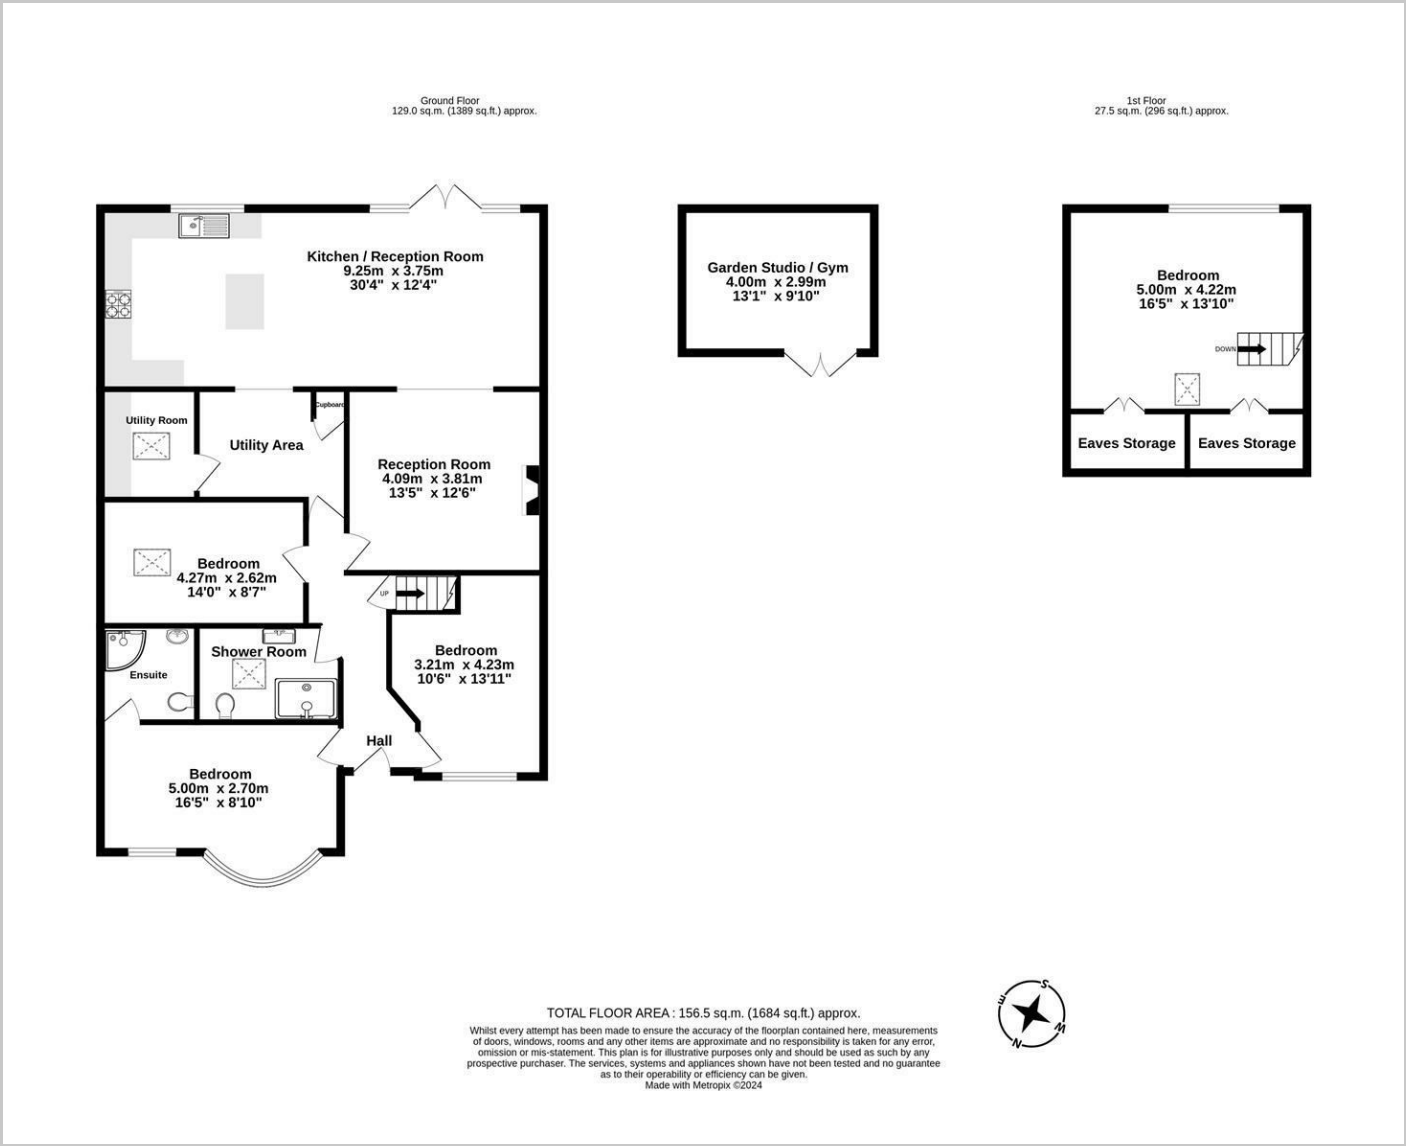 Ground Floor
129.0 sq.m. (1389 sq.ft.) approx.
1st Floor
27.5 sq.m. (296 sq.ft.) approx.
Kitchen / Reception Room
9.25m x 3.75m
30'4" x 12'4"
Garden Studio / Gym
4.00m x 2.99m
13'1" x 9'10"
Bedroom
5.00m x 4.22m
16'5" x 13'10"
DOWN
Eaves Storage
Eaves Storage
Cupboard
Utility Room
Utility Area
Reception Room
4.09m x 3.81m
13'5" x 12'6"
Bedroom
4.27m x 2.62m
14'0" x 8'7"
UP
Shower Room
Ensuite
Bedroom
3.21m x 4.23m
10'6" x 13'11"
Hall
Bedroom
5.00m x 2.70m
16'5" x 8'10"
S
E
W
N
TOTAL FLOOR AREA : 156.5 sq.m. (1684 sq.ft.) approx.
Whilst every attempt has been made to ensure the accuracy of the floorplan contained here, measurements
of doors, windows, rooms and any other items are approximate and no responsibility is taken for any error,
omission or mis-statement. This plan is for illustrative purposes only and should be used as such by any
prospective purchaser. The services, systems and appliances shown have not been tested and no guarantee
as to their operability or efficiency can be given.
Made with Metropix ©2024